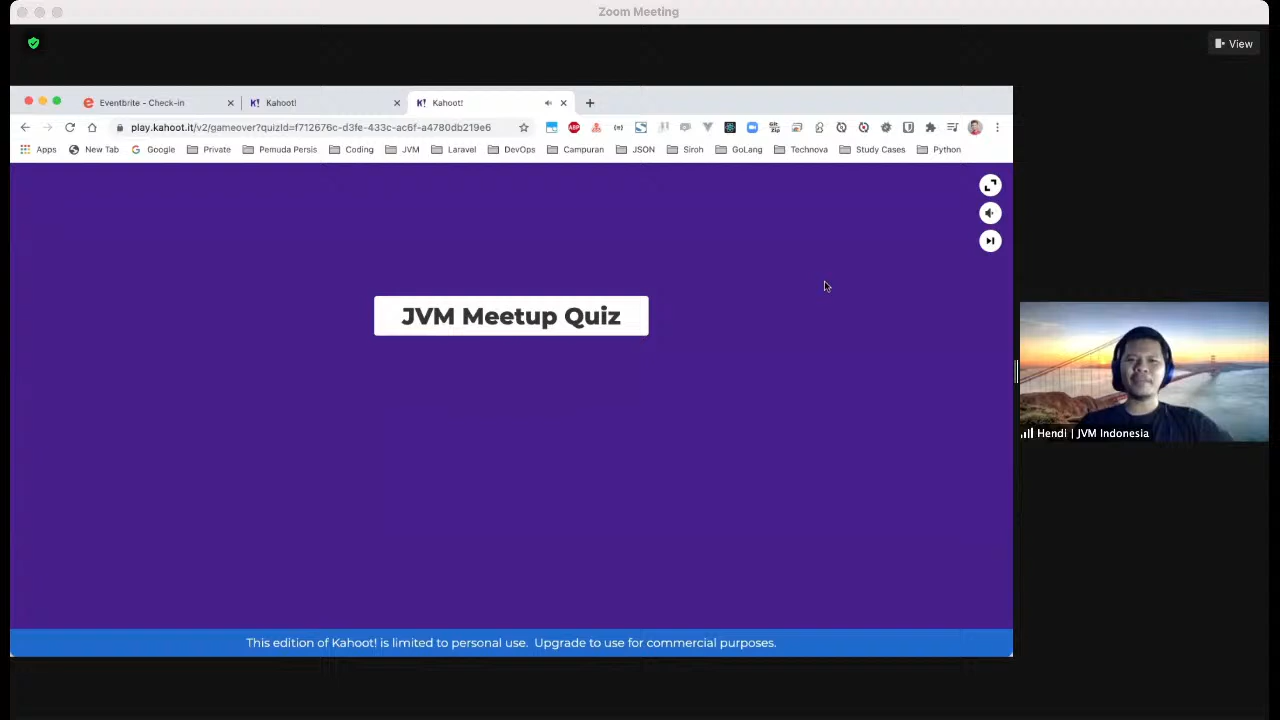 Zoom Meeting
View
Eventbrite - Check-in
K! Kahoot!
K! Kahoot!
play.kahoot.it/v2/gameover?quizId=f712676c-d3fe-433c-ac6f-a4780db219e6
Apps New Tab Google Private Pemuda Persis Coding JVM Laravel DevOps Campuran JSON Siroh GoLang Technova Study Cases Python
JVM Meetup Quiz
Hendi | JVM Indonesia
This edition of Kahoot! is limited to personal use. Upgrade to use for commercial purposes.